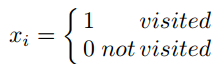 x_i = { 1 visited
0 not visited